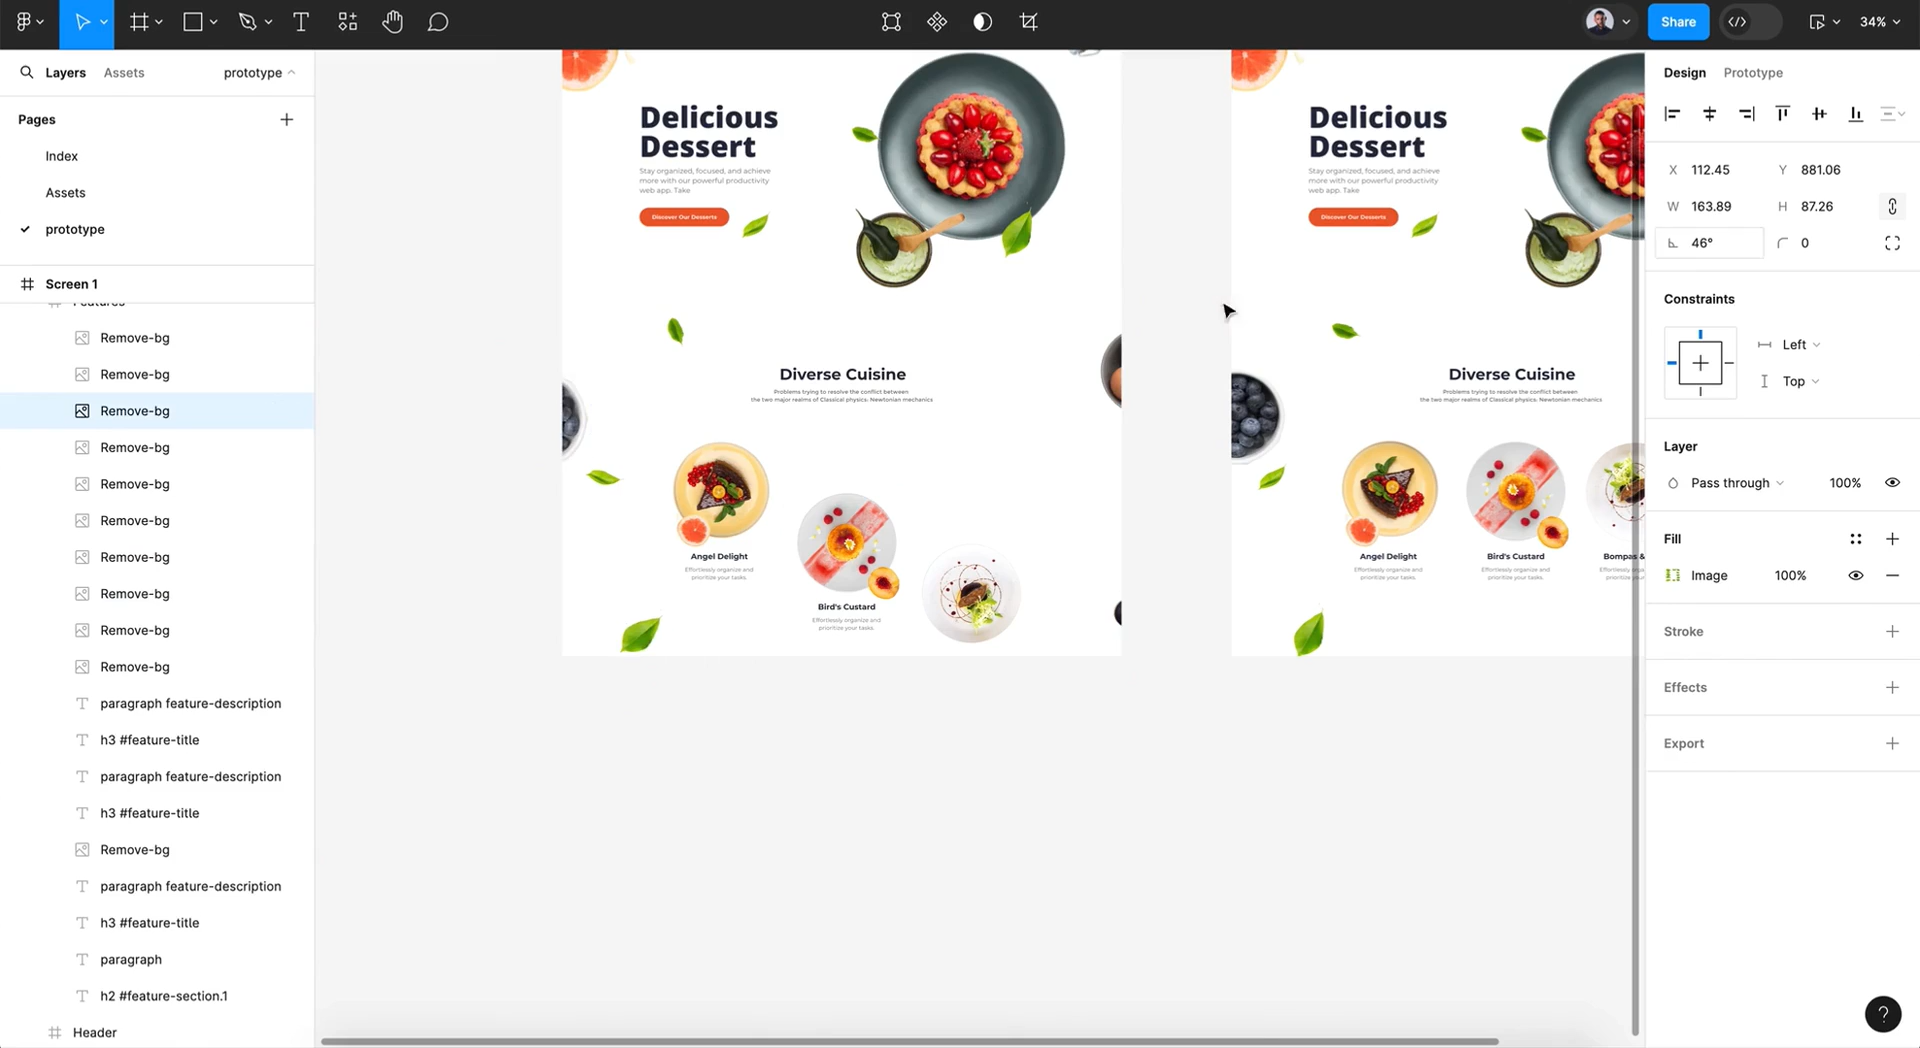 Share
34%
Layers
Assets
prototype
Pages
Index
Assets
prototype
Screen 1
Features
Remove-bg
Remove-bg
Remove-bg
Remove-bg
Remove-bg
Remove-bg
Remove-bg
Remove-bg
Remove-bg
Remove-bg
paragraph feature-description
h3 #feature-title
paragraph feature-description
h3 #feature-title
Remove-bg
paragraph feature-description
h3 #feature-title
paragraph
h2 #feature-section.1
Header
Delicious
Dessert
Stay organized, focused, and achieve
more with our powerful productivity
web app. Take
Discover Our Desserts
Diverse Cuisine
Problems trying to resolve the conflict between
the two major realms of Classical physics: Newtonian mechanics
Angel Delight
Effortlessly organize and
prioritize your tasks.
Bird's Custard
Effortlessly organize and
prioritize your tasks.
Delicious
Dessert
Stay organized, focused, and achieve
more with our powerful productivity
web app. Take
Discover Our Desserts
Diverse Cuisine
Problems trying to resolve the conflict between
the two major realms of Classical physics: Newtonian mechanics
Angel Delight
Effortlessly organize and
prioritize your tasks.
Bird's Custard
Effortlessly organize and
prioritize your tasks.
Bompas &
Design
Prototype
X 112.45 Y 881.06
W 163.89 H 87.26
46° 0
Constraints
Left
Top
Layer
Pass through 100%
Fill
Image 100%
Stroke
Effects
Export
?